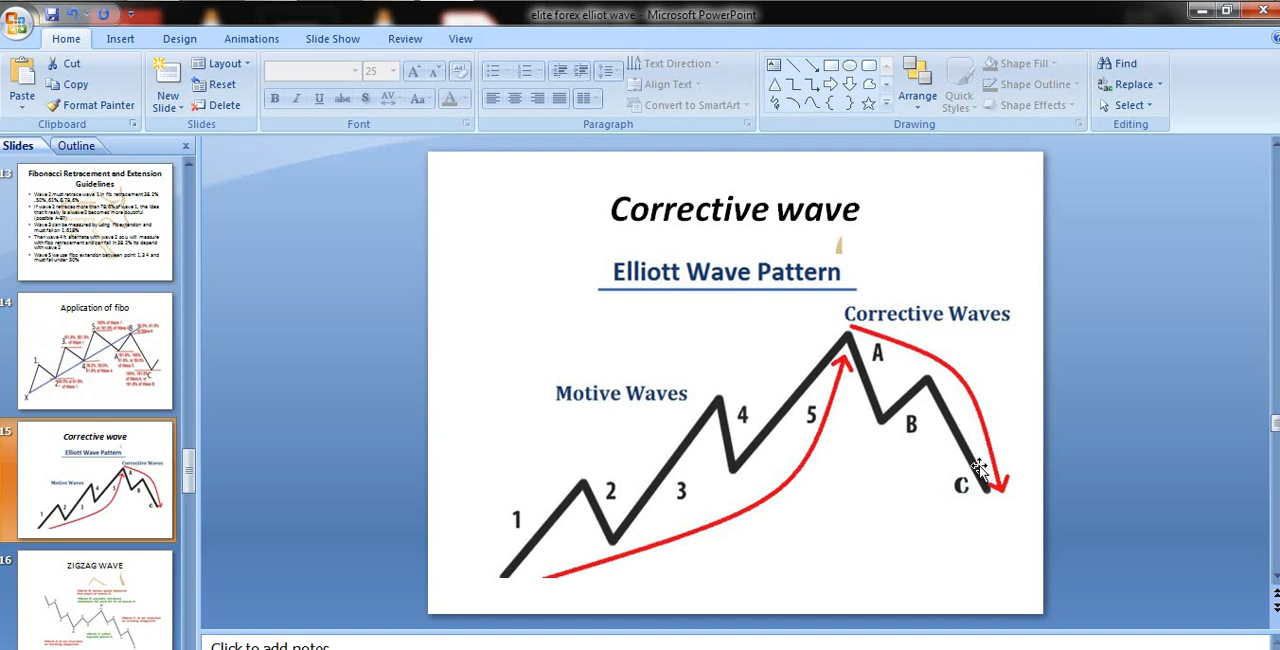 elite forex elliot wave - Microsoft PowerPoint
Home Insert Design Animations Slide Show Review View
Paste
Cut
Copy
Format Painter
Clipboard
New Slide
Layout
Reset
Delete
Slides
25
B I U abc S AV Aa A
Font
Text Direction
Align Text
Convert to SmartArt
Paragraph
Arrange
Quick Styles
Shape Fill
Shape Outline
Shape Effects
Drawing
Find
Replace
Select
Editing
Slides Outline
13
Fibonacci Retracement and Extension
Guidelines
14
Application of fibo
15
Corrective wave
Elliott Wave Pattern
Corrective Waves
Motive Waves
16
ZIGZAG WAVE
Corrective wave
Elliott Wave Pattern
Corrective Waves
A
Motive Waves
4
5
B
2
3
C
1
Click to add notes